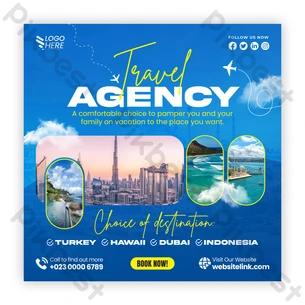 LOGO
HERE
FOLLOW US
Travel
AGENCY
A comfortable choice to pamper you and your
family on vacation to the place you want.
Choice of destination:
TURKEY HAWAII DUBAI INDONESIA
Call to find out more
+023 0000 6789
BOOK NOW!
Visit Our Website
websitelink.com